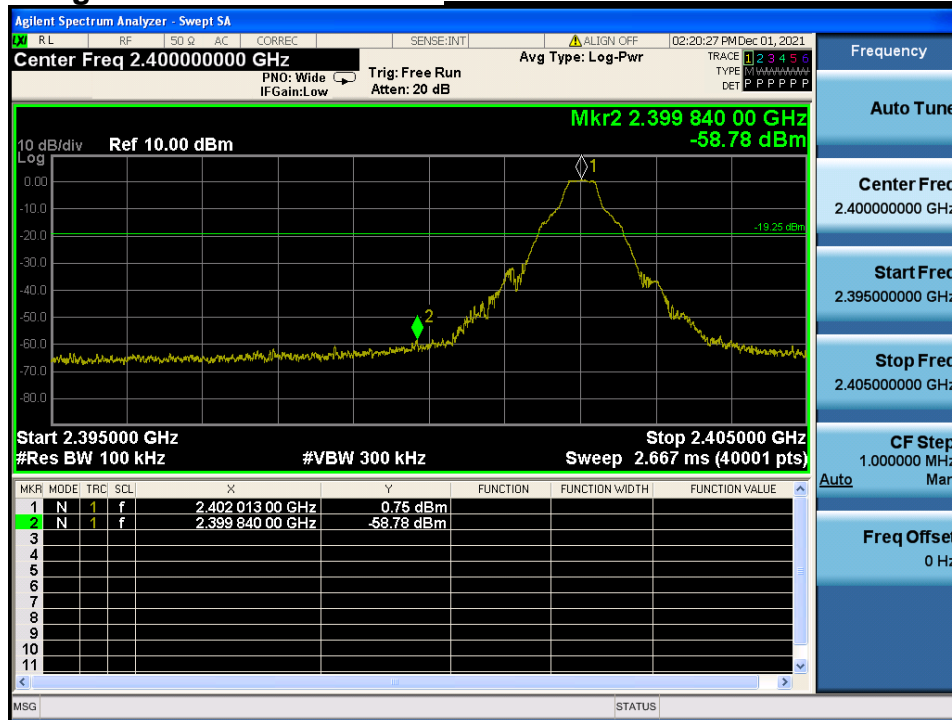 Agilent Spectrum Analyzer - Swept SA
LXI RL RF 50 Ω AC CORREC SENSE:INT ALIGN OFF 02:20:27 PM Dec 01, 2021
Center Freq 2.400000000 GHz
PNO: Wide
IFGain:Low
Trig: Free Run
Atten: 20 dB
Avg Type: Log-Pwr
TRACE 1 2 3 4 5 6
TYPE M W W W W W
DET P P P P P P
Mkr2 2.399 840 00 GHz
-58.78 dBm
10 dB/div Ref 10.00 dBm
Log
1
0.00
-10.0
-19.25 dBm
-20.0
-30.0
-40.0
-50.0
2
-60.0
-70.0
-80.0
Start 2.395000 GHz Stop 2.405000 GHz
#Res BW 100 kHz #VBW 300 kHz Sweep 2.667 ms (40001 pts)
MKR MODE TRC SCL X Y FUNCTION FUNCTION WIDTH FUNCTION VALUE
1 N 1 f 2.402 013 00 GHz 0.75 dBm
2 N 1 f 2.399 840 00 GHz -58.78 dBm
3
4
5
6
7
8
9
10
11
MSG STATUS
Frequency
Auto Tune
Center Freq
2.400000000 GHz
Start Freq
2.395000000 GHz
Stop Freq
2.405000000 GHz
CF Step
1.000000 MHz
Auto Man
Freq Offset
0 Hz